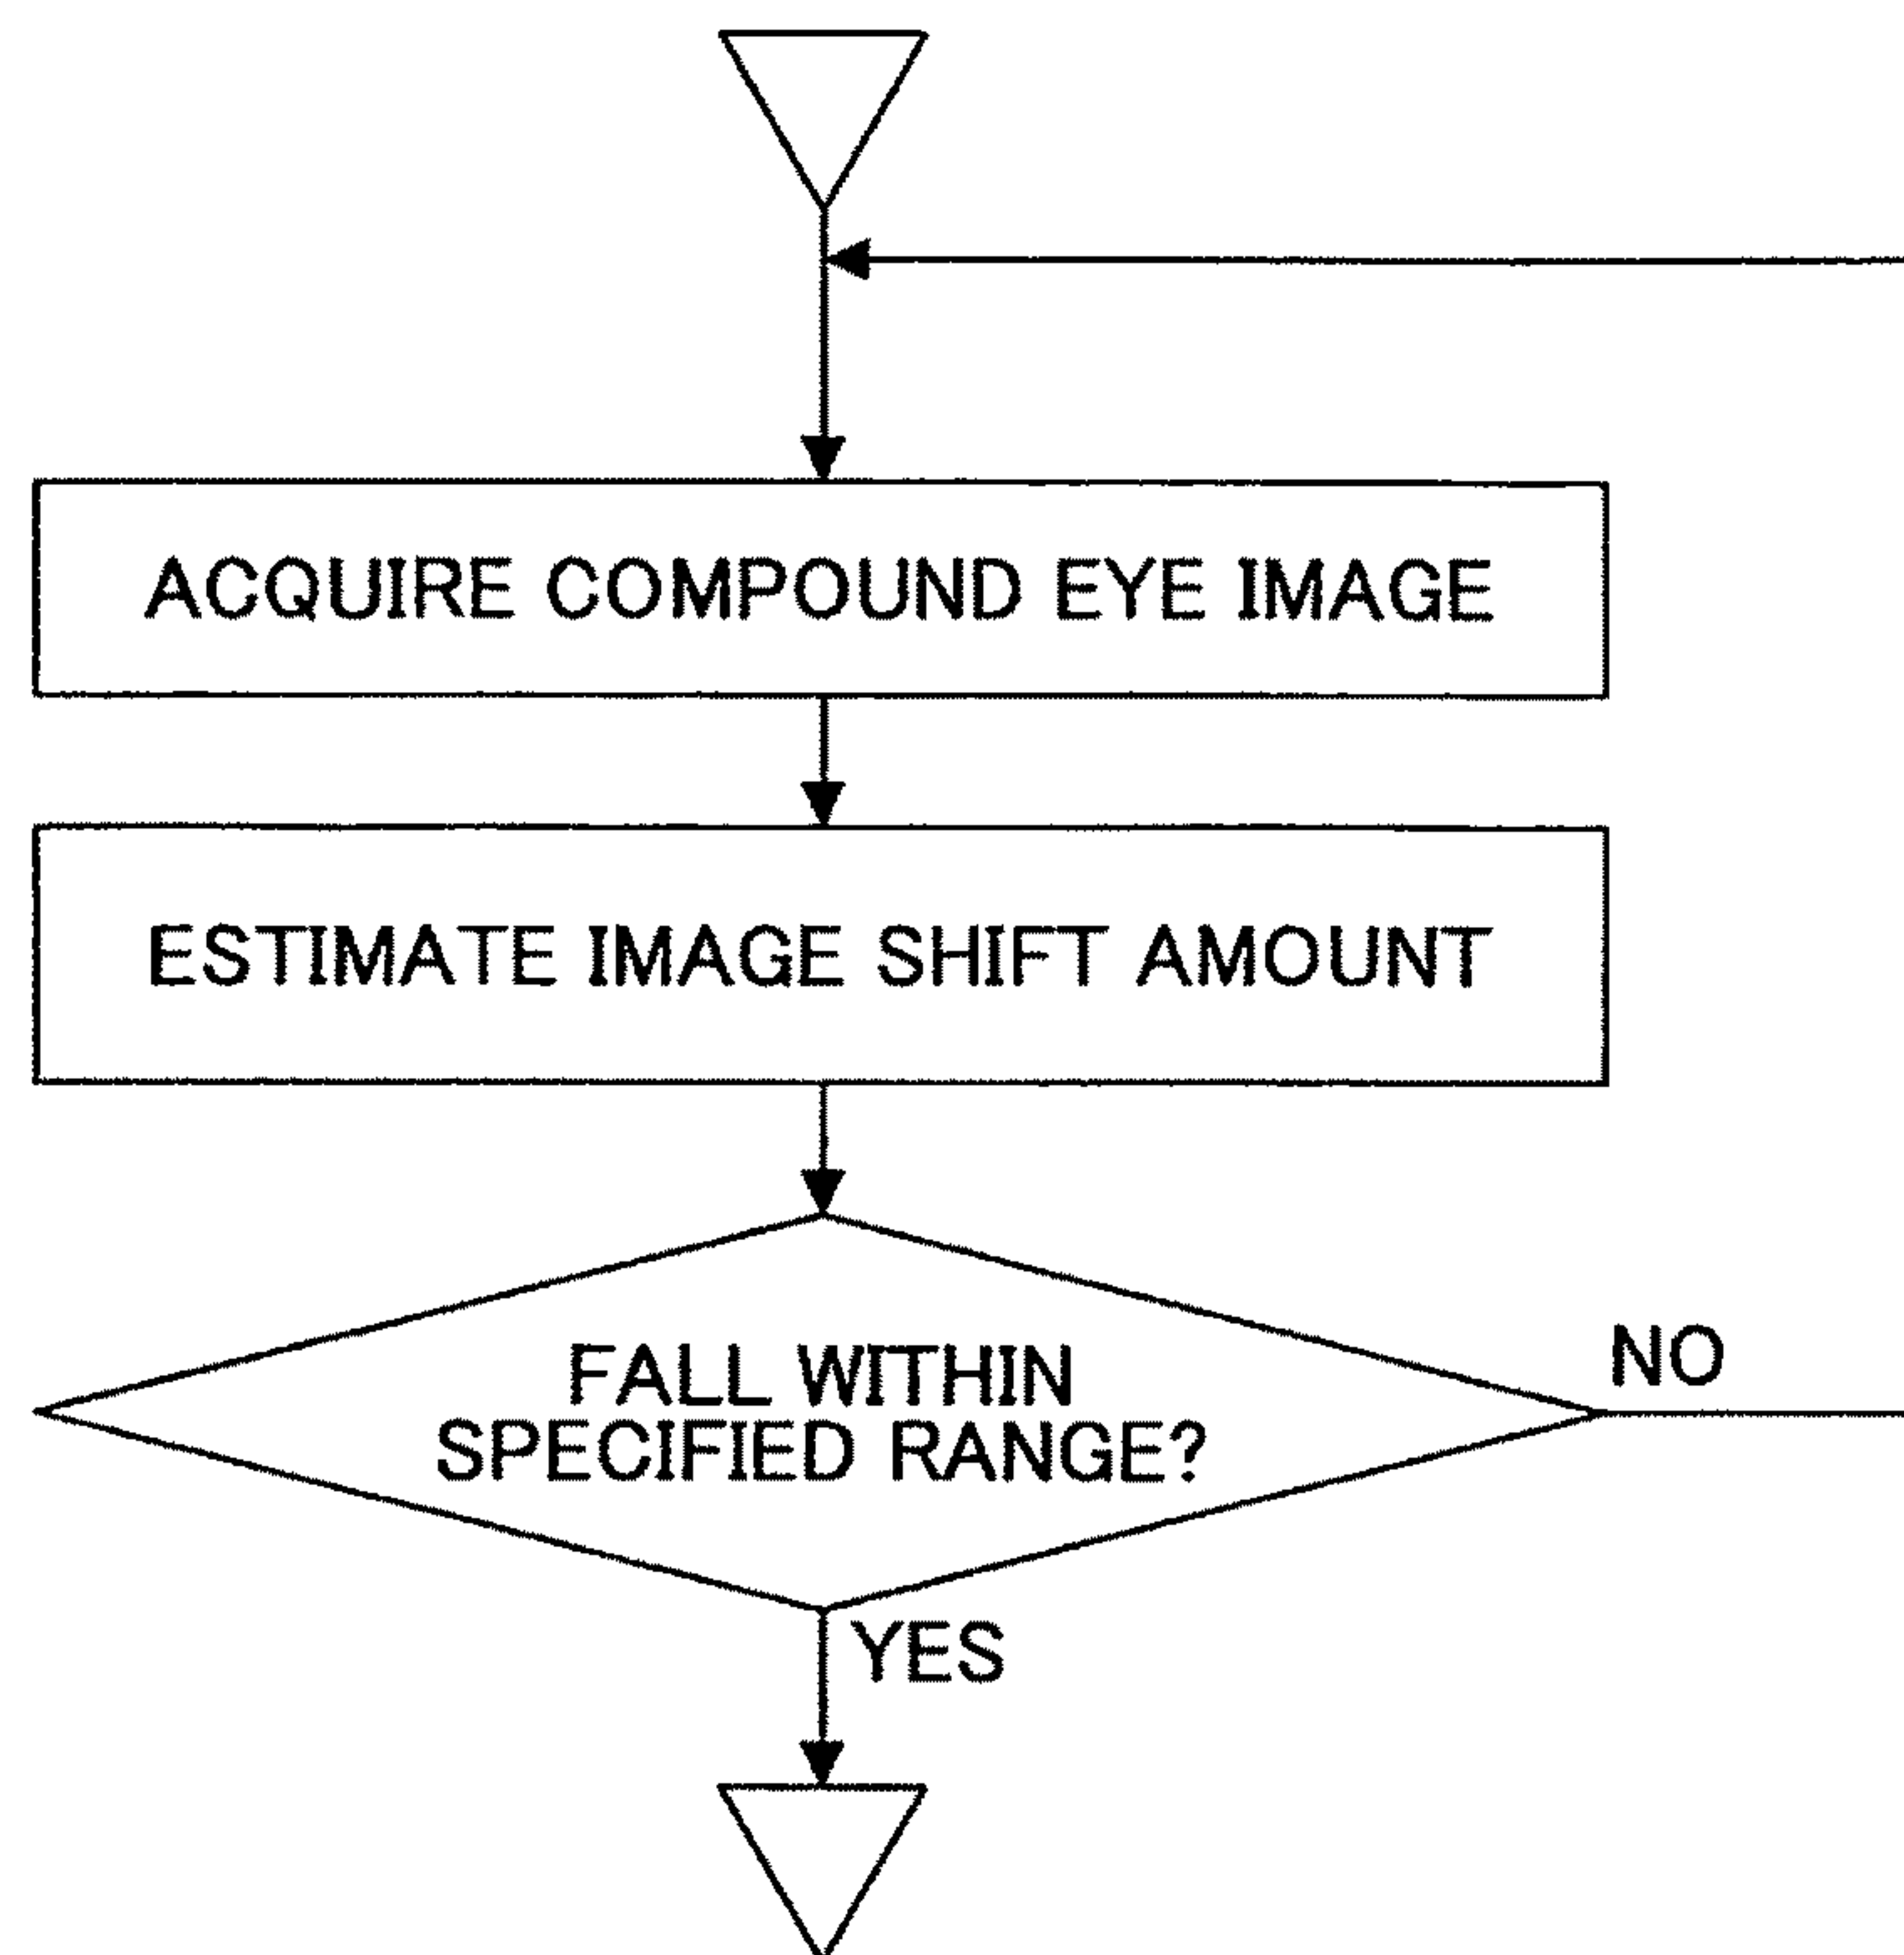 ACQUIRE COMPOUND EYE IMAGE
ESTIMATE IMAGE SHIFT AMOUNT
FALL WITHIN
SPECIFIED RANGE?
NO
YES